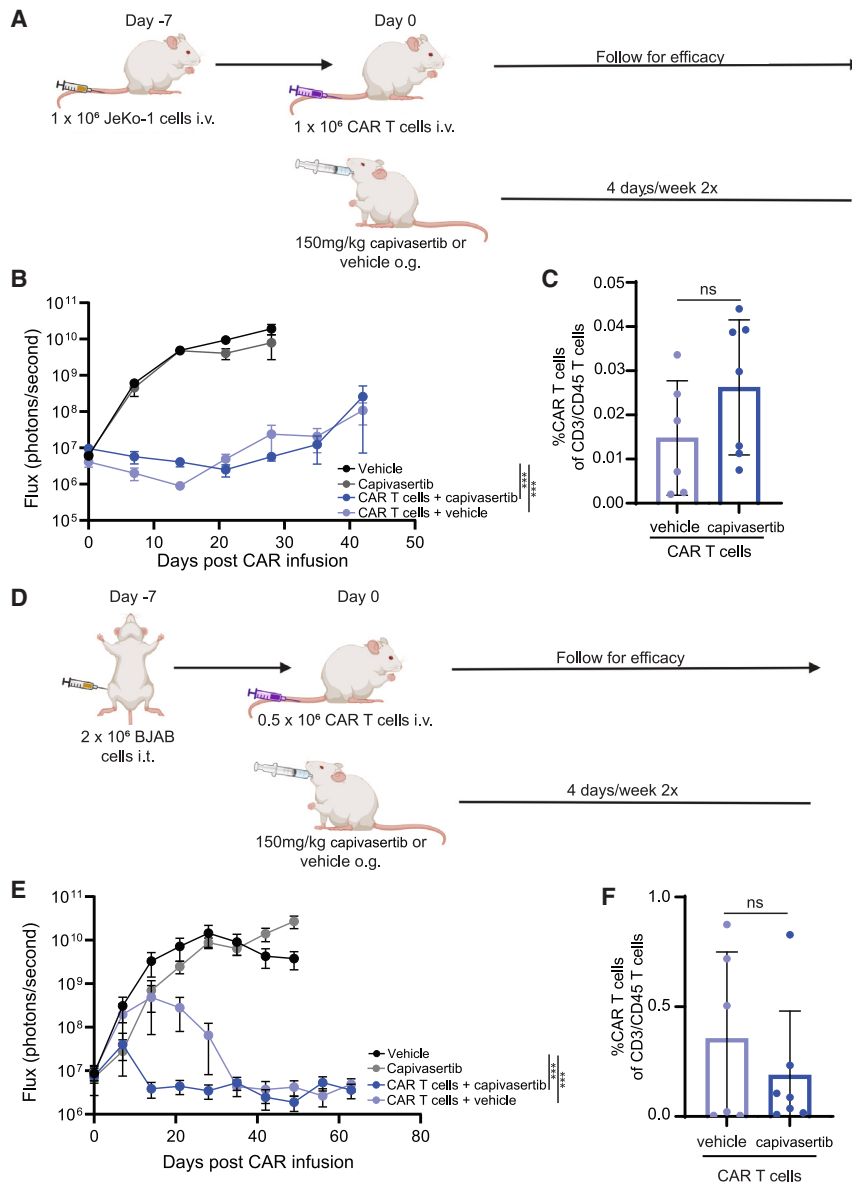 A
Day -7
Day 0
Follow for efficacy
1 x 10⁶ JeKo-1 cells i.v.
1 x 10⁶ CAR T cells i.v.
4 days/week 2x
150mg/kg capivasertib or
vehicle o.g.
B
Flux (photons/second)
10¹¹
10¹⁰
10⁹
10⁸
10⁷
10⁶
10⁵
0
10
20
30
40
50
Days post CAR infusion
Vehicle
Capivasertib
CAR T cells + capivasertib
CAR T cells + vehicle
***
***
C
%CAR T cells
of CD3/CD45 T cells
0.05
0.04
0.03
0.02
0.01
0.00
ns
vehicle
capivasertib
CAR T cells
D
Day -7
Day 0
Follow for efficacy
2 x 10⁶ BJAB
cells i.t.
0.5 x 10⁶ CAR T cells i.v.
4 days/week 2x
150mg/kg capivasertib or
vehicle o.g.
E
Flux (photons/second)
10¹¹
10¹⁰
10⁹
10⁸
10⁷
10⁶
0
20
40
60
80
Days post CAR infusion
Vehicle
Capivasertib
CAR T cells + capivasertib
CAR T cells + vehicle
***
***
F
%CAR T cells
of CD3/CD45 T cells
1.0
0.5
0.0
ns
vehicle
capivasertib
CAR T cells